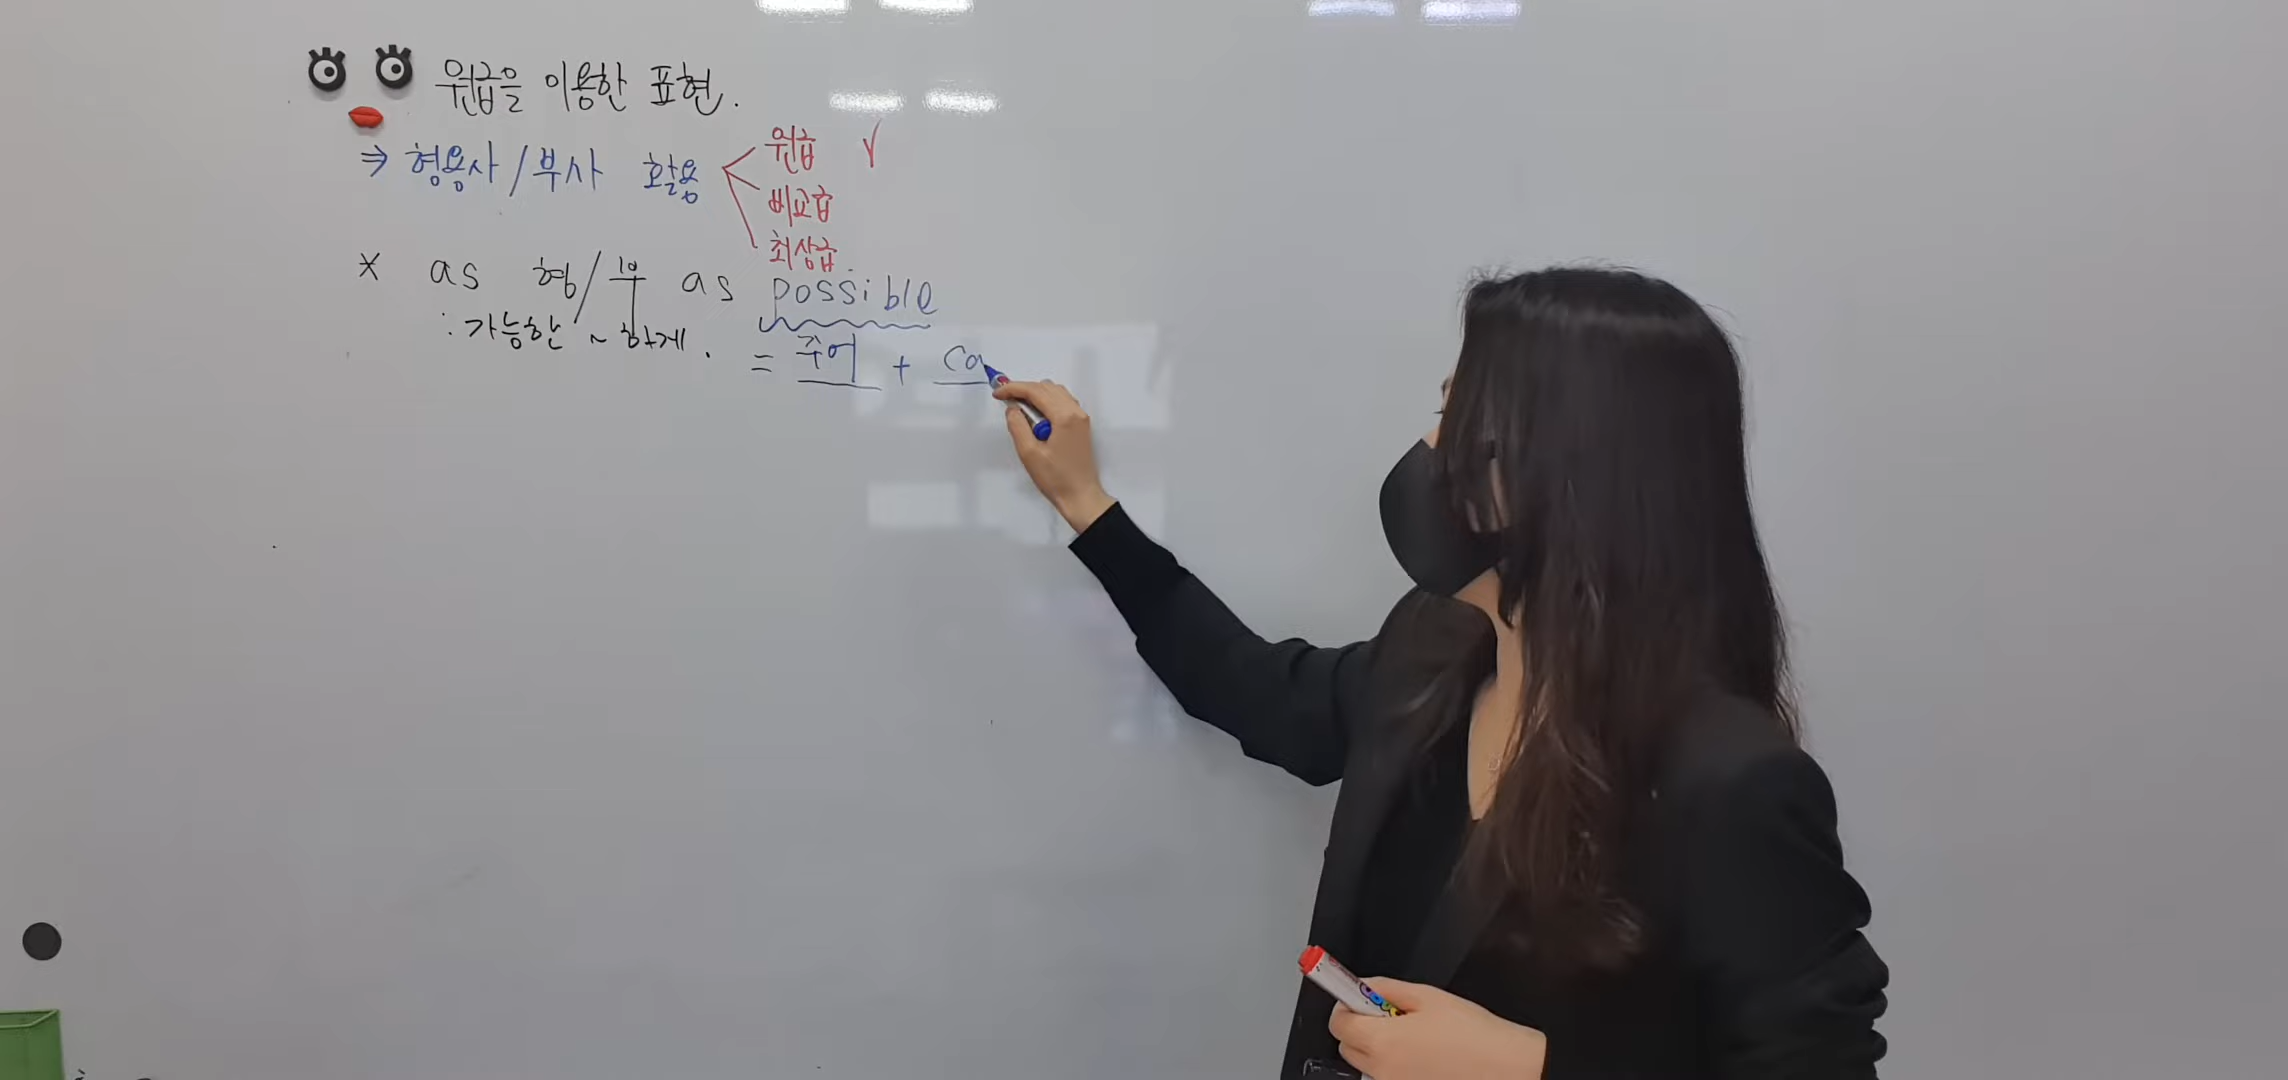 원급을 이용한 표현.
⇒ 형용사/부사 활용
원급 √
비교급
최상급.
* as 형/부 as possible
: 가능한 ~하게.
= 주어 + ca